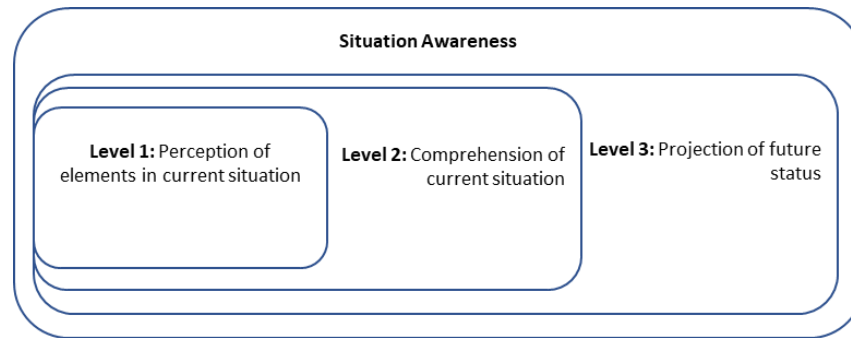 Situation Awareness
Level 1: Perception of
elements in current situation
Level 2: Comprehension of
current situation
Level 3: Projection of future
status